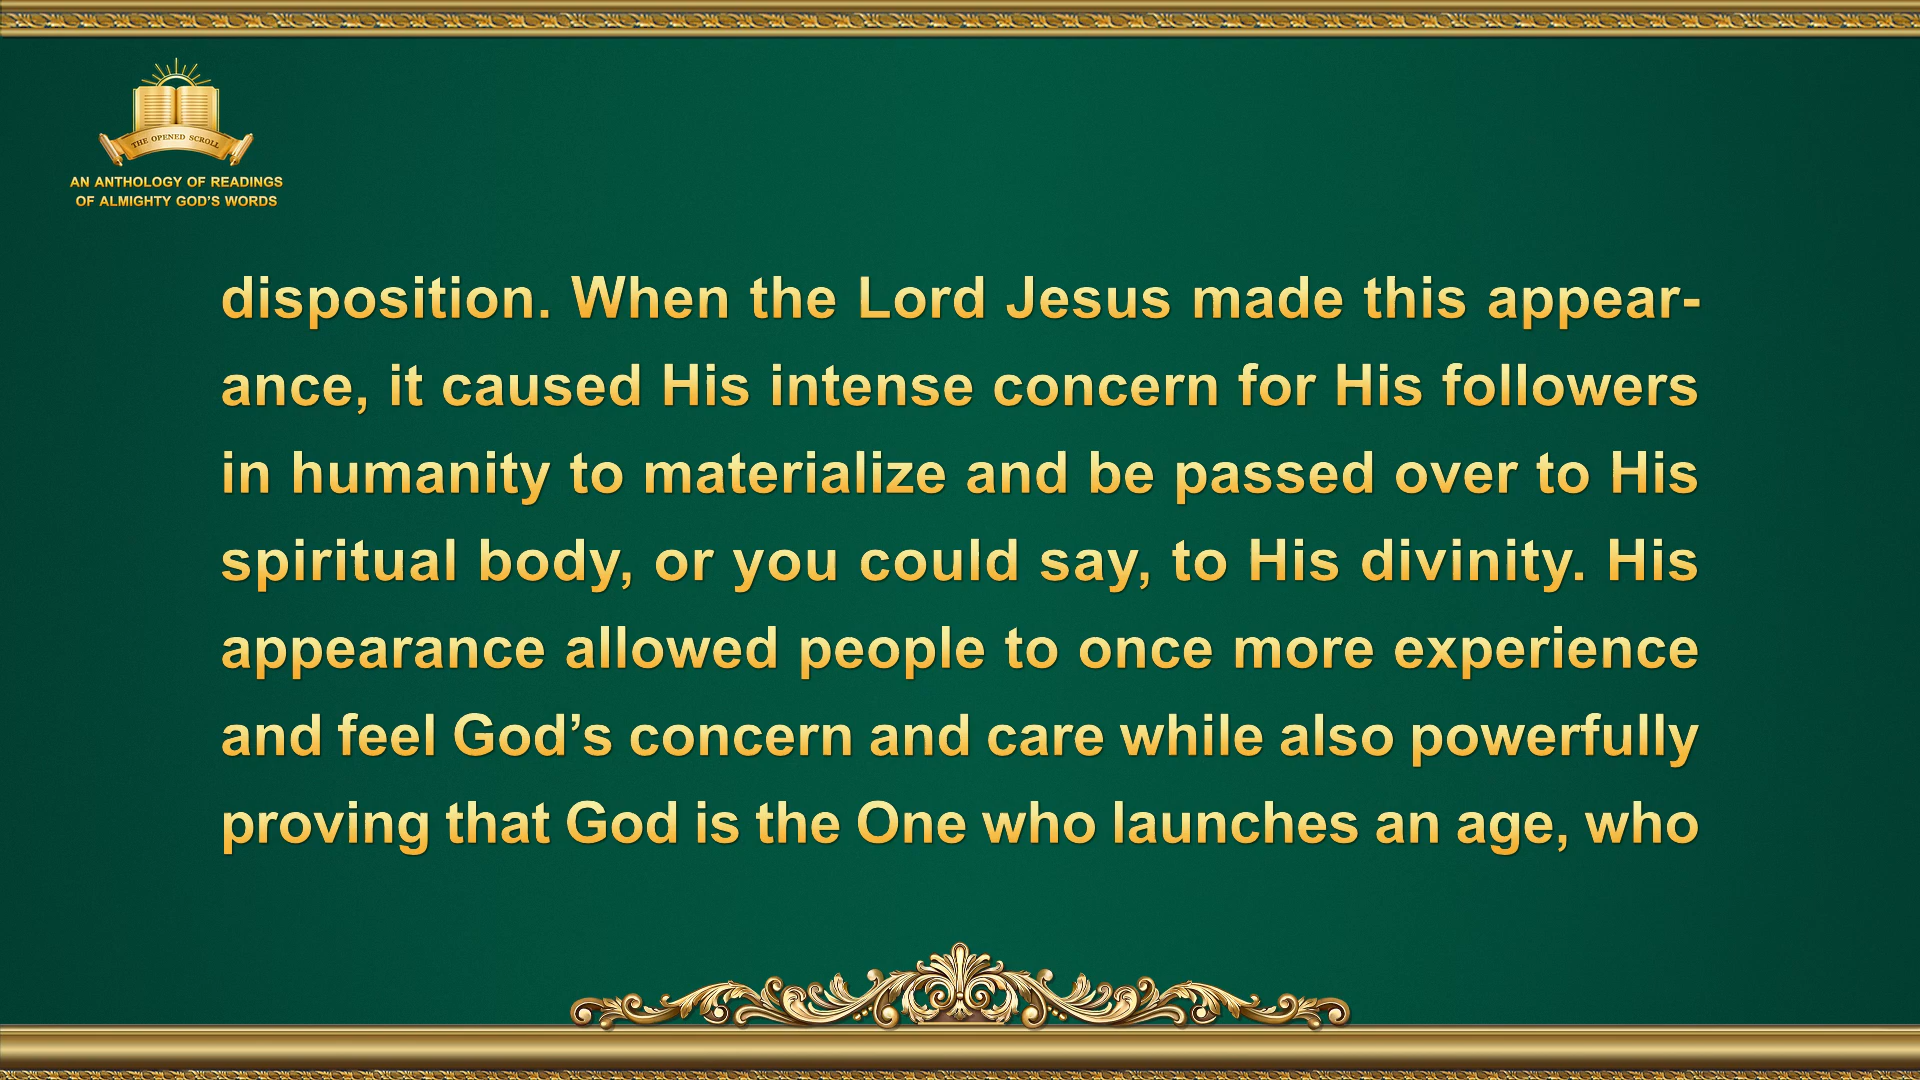 THE OPENED SCROLL
AN ANTHOLOGY OF READINGS
OF ALMIGHTY GOD'S WORDS
disposition. When the Lord Jesus made this appear-
ance, it caused His intense concern for His followers
in humanity to materialize and be passed over to His
spiritual body, or you could say, to His divinity. His
appearance allowed people to once more experience
and feel God’s concern and care while also powerfully
proving that God is the One who launches an age, who